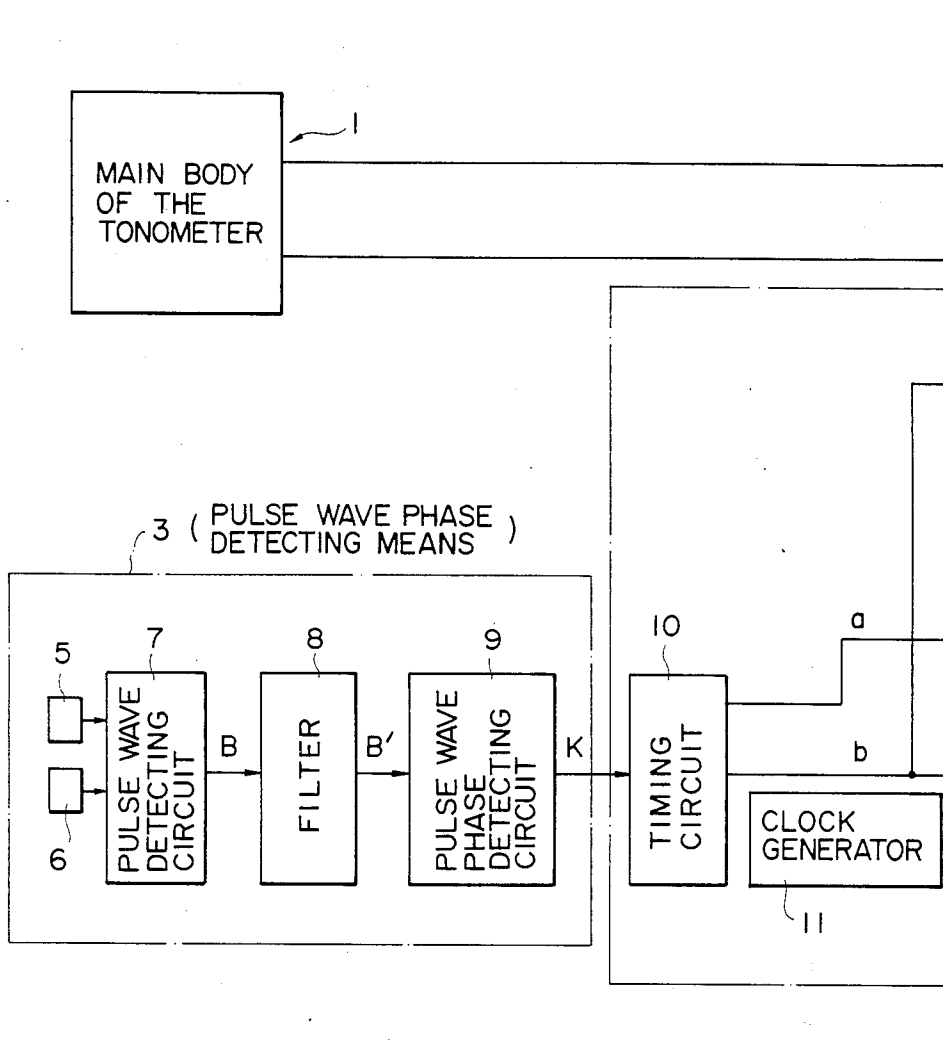 1
MAIN BODY
OF THE
TONOMETER
3 ( PULSE WAVE PHASE
DETECTING MEANS )
5
6
7
PULSE WAVE
DETECTING
CIRCUIT
B
8
FILTER
B'
9
PULSE WAVE
PHASE
DETECTING
CIRCUIT
K
10
TIMING
CIRCUIT
a
b
CLOCK
GENERATOR
11